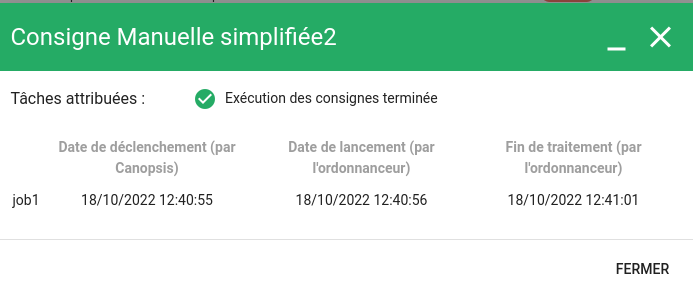 Consigne Manuelle simplifiée2
Tâches attribuées :
Exécution des consignes terminée
Date de déclenchement (par Canopsis)
Date de lancement (par l'ordonnanceur)
Fin de traitement (par l'ordonnanceur)
job1 18/10/2022 12:40:55 18/10/2022 12:40:56 18/10/2022 12:41:01
FERMER